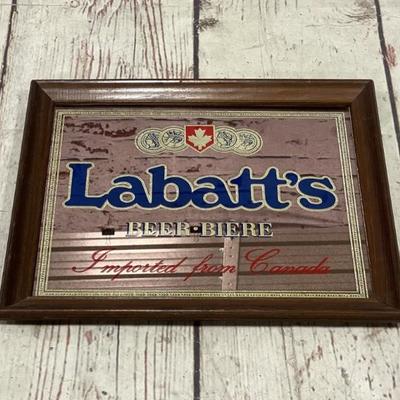 Labatt's
BEER·BIERE
Imported from Canada